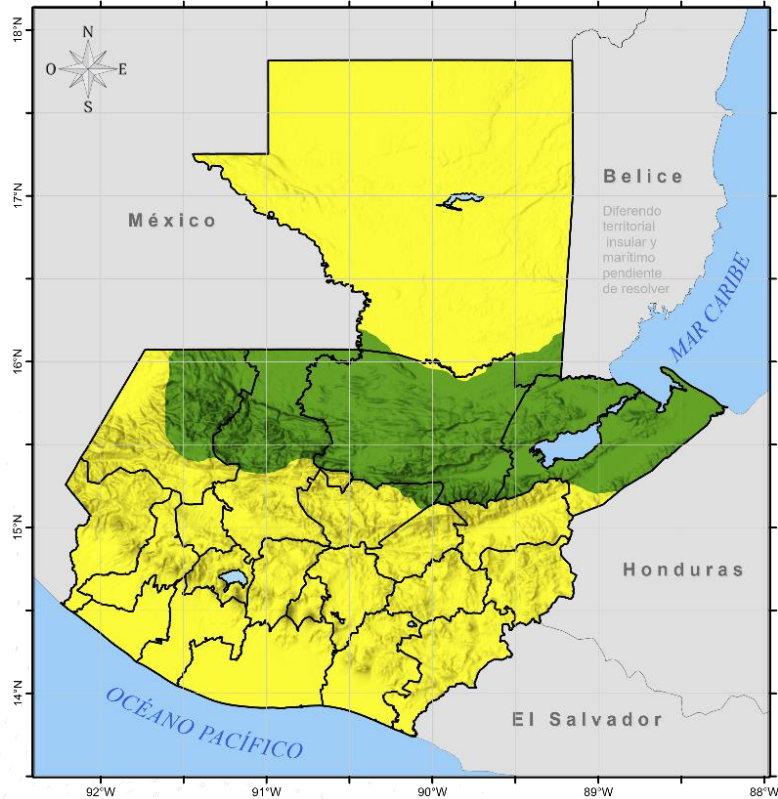 18°N
N
O
E
S
17°N
México
Belice
Diferendo
territorial
insular y
marítimo
pendiente
de resolver
MAR CARIBE
16°N
15°N
Honduras
14°N
OCÉANO PACÍFICO
El Salvador
92°W
91°W
90°W
89°W
88°W